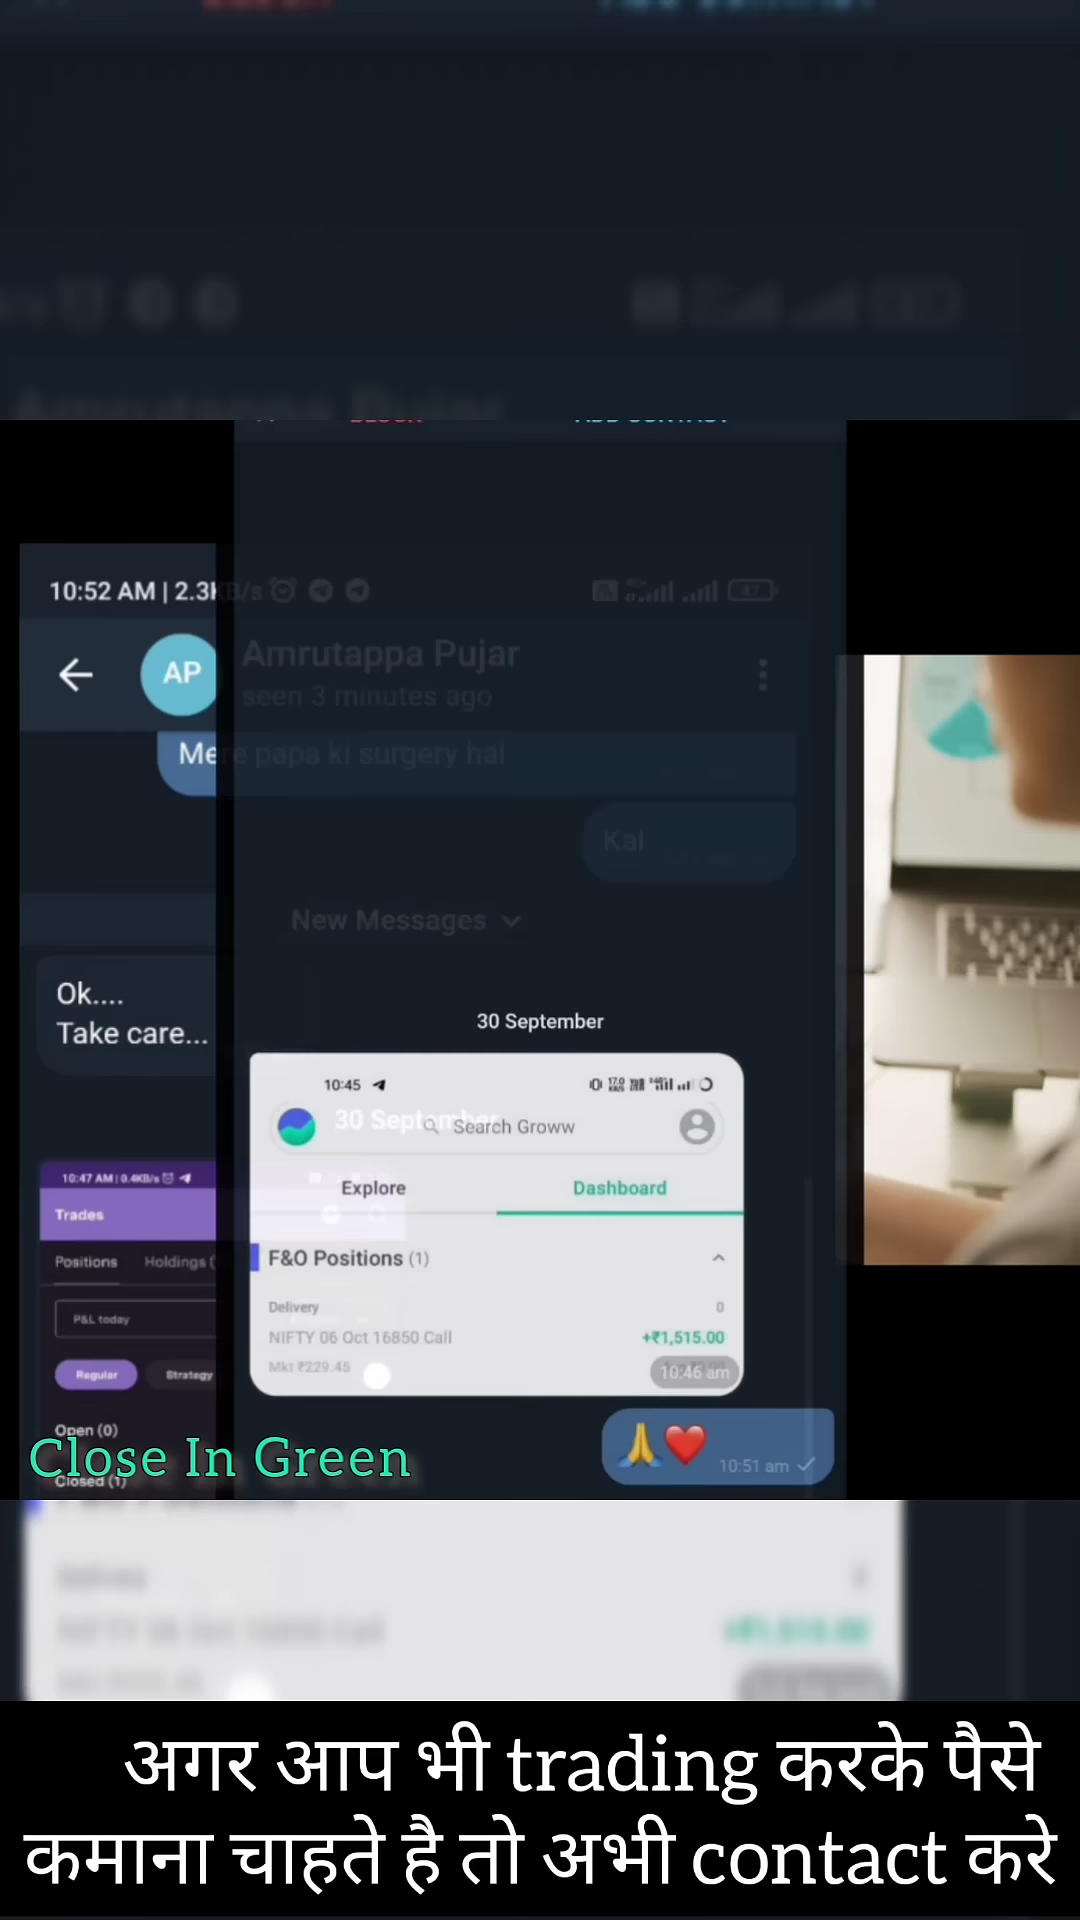 10:52 AM | 2.3KB/s
AP
Amrutappa Pujar
seen 3 minutes ago
Mere papa ki surgery hai
Kal
New Messages
Ok....
Take care...
30 September
10:45
30 September
Search Groww
Explore
Dashboard
F&O Positions (1)
Delivery
0
NIFTY 06 Oct 16850 Call
+₹1,515.00
Mkt ₹229.45
10:46 am
10:51 am
10:47 AM | 0.4KB/s
Trades
Positions
Holdings
P&L today
Regular
Strategy
Open (0)
Closed (1)
Close In Green
अगर आप भी trading करके पैसे
कमाना चाहते है तो अभी contact करे